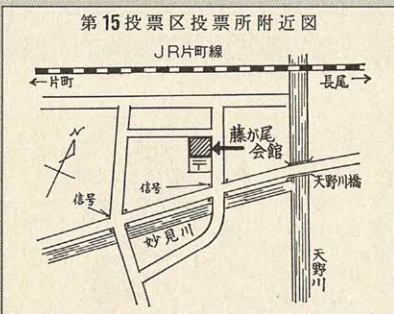 第15投票区投票所附近図
JR片町線
←片町
長尾→
N
藤が尾
会館
〒
信号
信号
天野川橋
妙見川
天野川